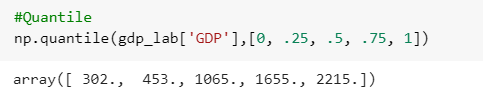 #Quantile
np.quantile(gdp_lab['GDP'],[0, .25, .5, .75, 1])
array([ 302.,  453., 1065., 1655., 2215.])